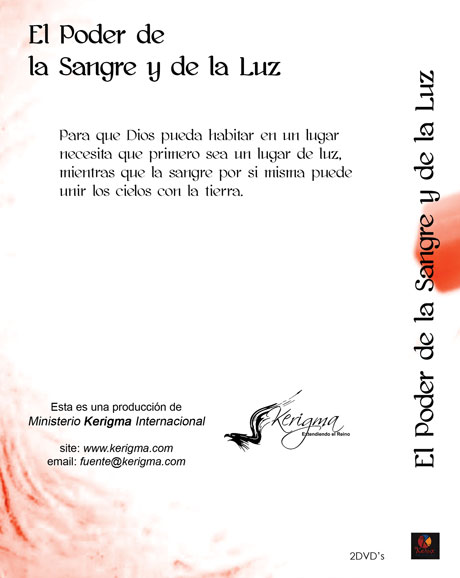 El Poder de
la Sangre y de la Luz
Para que Dios pueda habitar en un lugar
necesita que primero sea un lugar de luz,
mientras que la sangre por si misma puede
unir los cielos con la tierra.
Esta es una producción de
Ministerio Kerigma Internacional
site: www.kerigma.com
email: fuente@kerigma.com
Kerigma
Entendiendo el Reino
2DVD's
El Poder de la Sangre y de la Luz